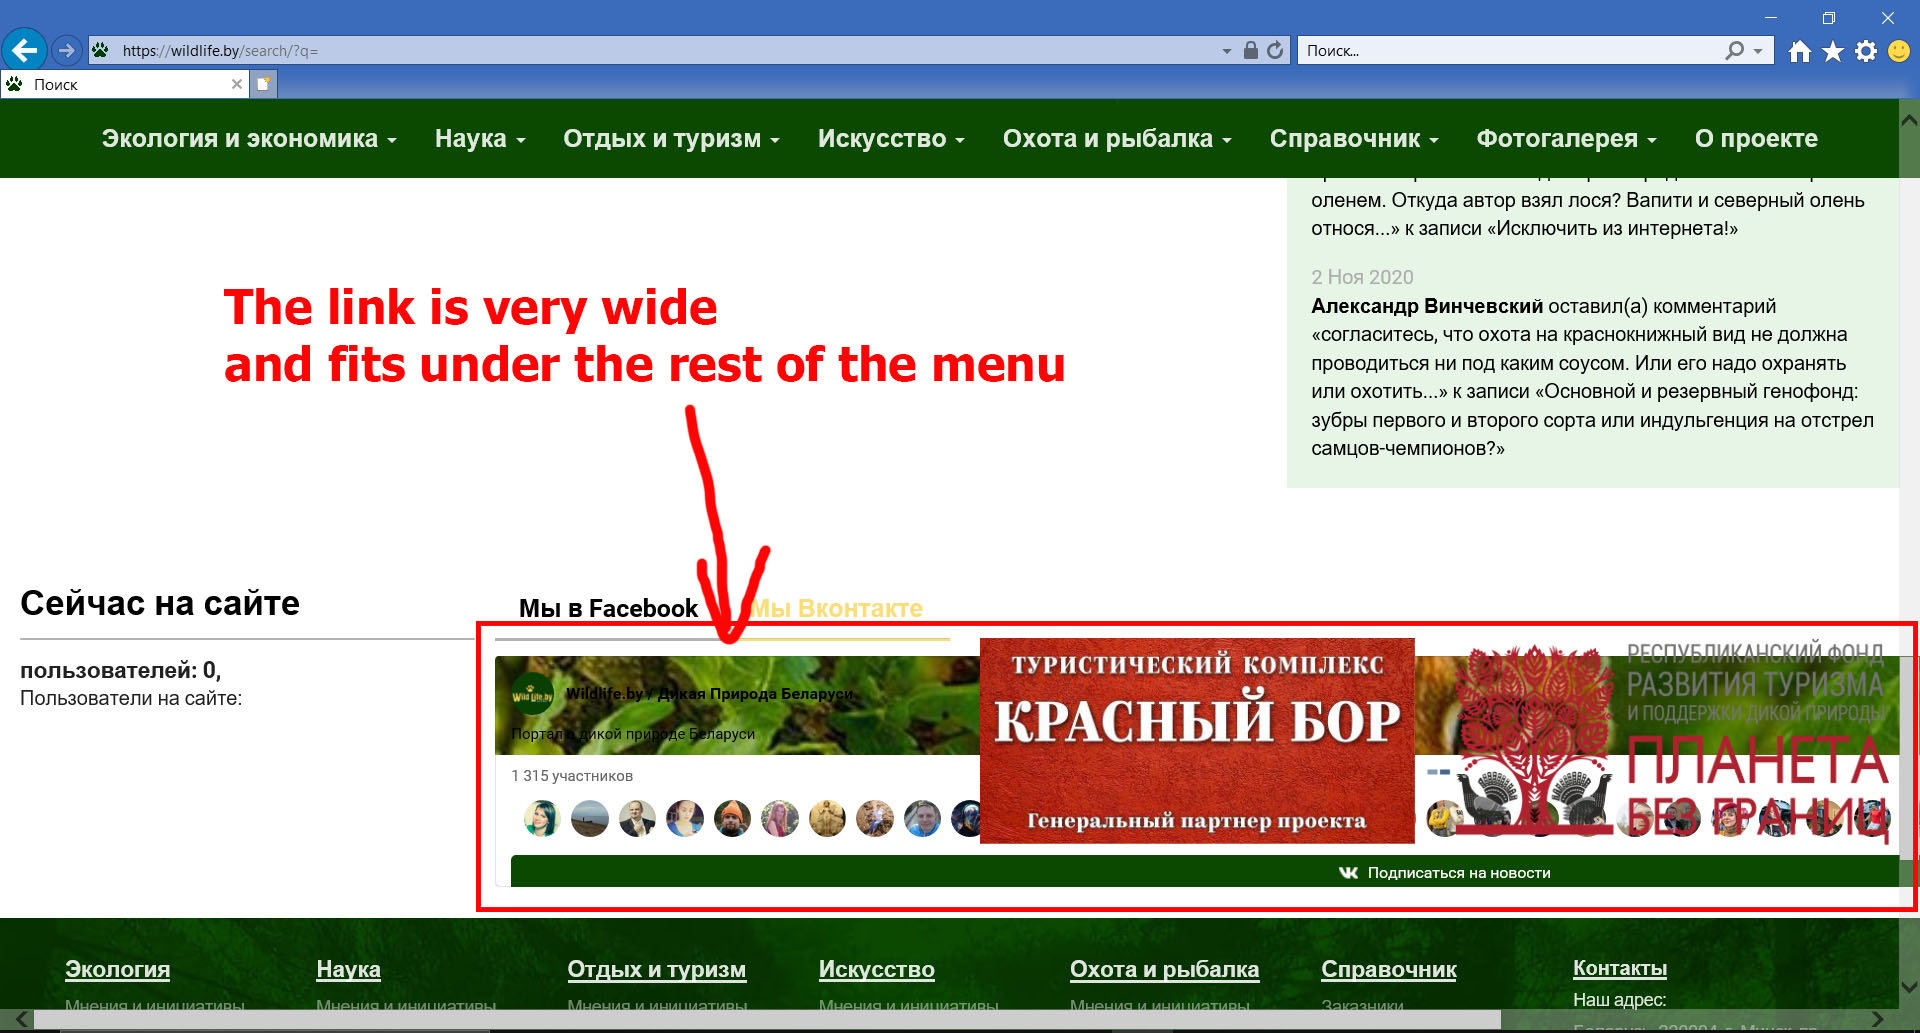 https://wildlife.by/search/?q=
Поиск...
Поиск
Экология и экономика
Наука
Отдых и туризм
Искусство
Охота и рыбалка
Справочник
Фотогалерея
О проекте
оленем. Откуда автор взял лося? Вапити и северный олень
относя...» к записи «Исключить из интернета!»
2 Ноя 2020
Александр Винчевский оставил(а) комментарий
«согласитесь, что охота на краснокнижный вид не должна
проводиться ни под каким соусом. Или его надо охранять
или охотить...» к записи «Основной и резервный генофонд:
зубры первого и второго сорта или индульгенция на отстрел
самцов-чемпионов?»
The link is very wide
and fits under the rest of the menu
Сейчас на сайте
пользователей: 0,
Пользователи на сайте:
Мы в Facebook
Мы Вконтакте
Wild Life.by
Wildlife.by / Дикая Природа Беларуси
Портал о дикой природе Беларуси
1 315 участников
ТУРИСТИЧЕСКИЙ КОМПЛЕКС
КРАСНЫЙ БОР
Генеральный партнер проекта
РЕСПУБЛИКАНСКИЙ ФОНД
РАЗВИТИЯ ТУРИЗМА
И ПОДДЕРЖКИ ДИКОЙ ПРИРОДЫ
ПЛАНЕТА
БЕЗ ГРАНИЦ
Подписаться на новости
Экология
Наука
Отдых и туризм
Искусство
Охота и рыбалка
Справочник
Контакты
Мнения и инициативы
Мнения и инициативы
Мнения и инициативы
Мнения и инициативы
Мнения и инициативы
Заказники
Наш адрес: